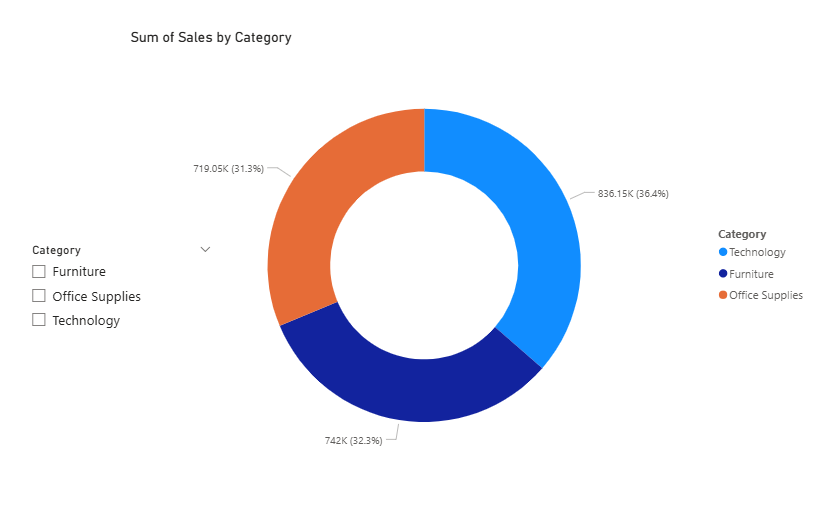 Sum of Sales by Category
719.05K (31.3%)
836.15K (36.4%)
742K (32.3%)
Category
Furniture
Office Supplies
Technology
Category
Technology
Furniture
Office Supplies